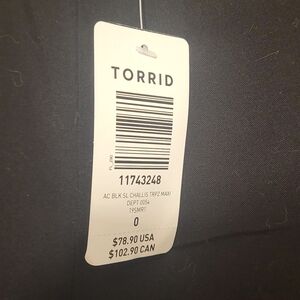 TORRID
11743248
AC BLK SL CHALLIS TRPZ MAXI
DEPT 0054
0
$78.90 USA
$102.90 CAN